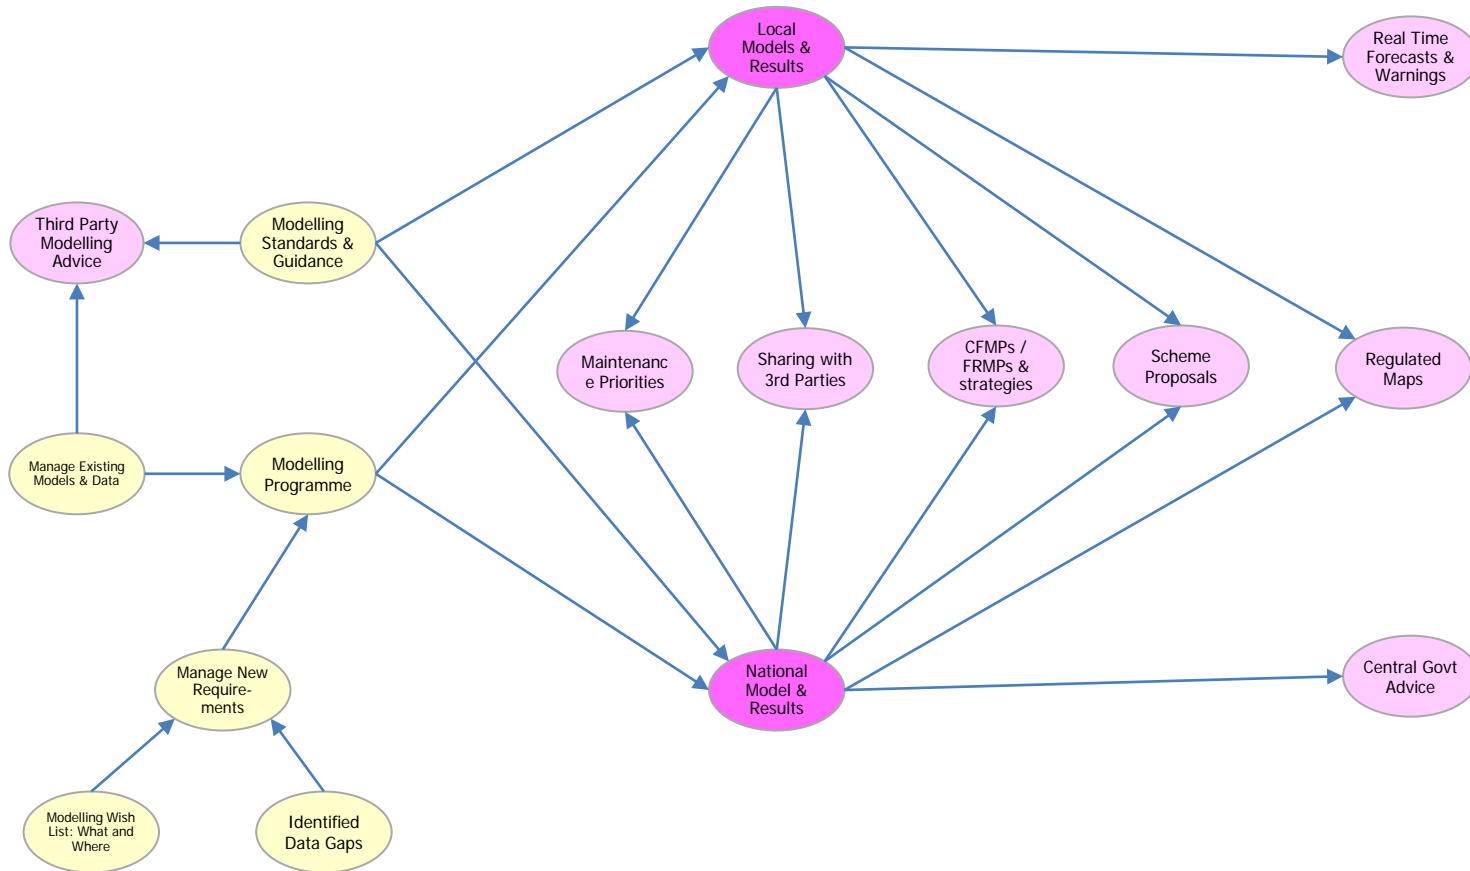 Local
Models &
Results
Real Time
Forecasts &
Warnings
Third Party
Modelling
Advice
Modelling
Standards &
Guidance
Maintenanc
e Priorities
Sharing with
3rd Parties
CFMPs /
FRMPs &
strategies
Scheme
Proposals
Regulated
Maps
Manage Existing
Models & Data
Modelling
Programme
Manage New
Require-
ments
National
Model &
Results
Central Govt
Advice
Modelling Wish
List: What and
Where
Identified
Data Gaps